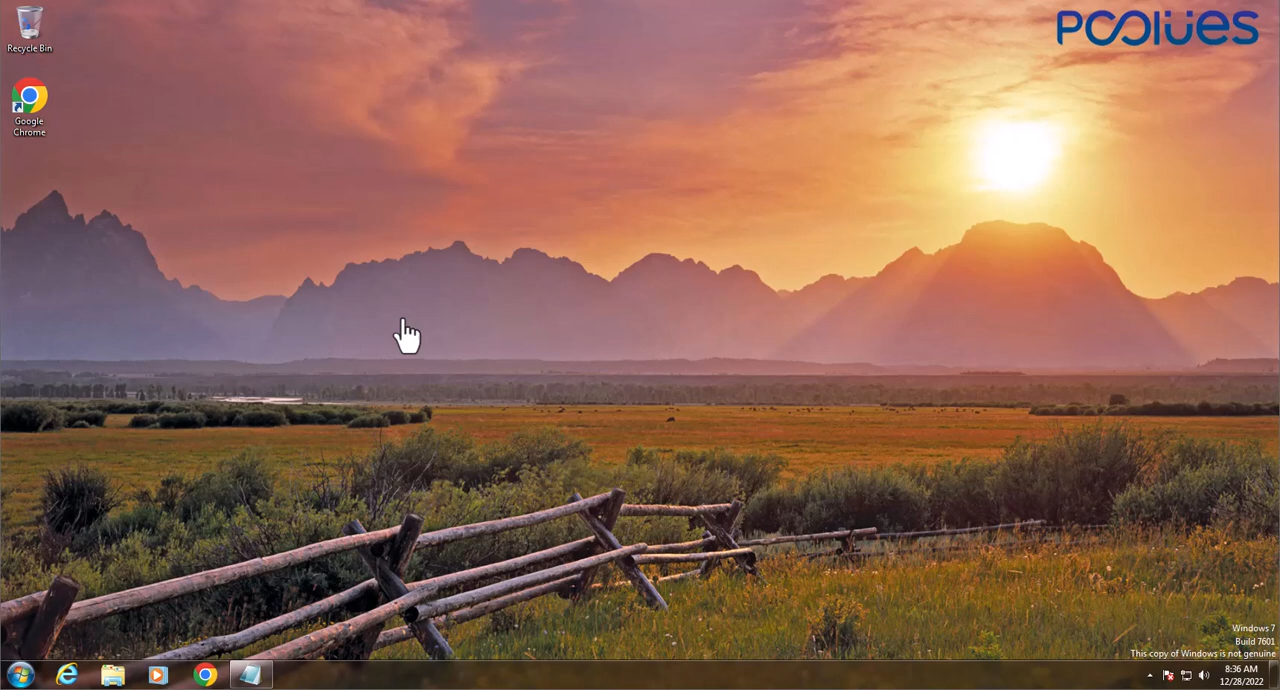 PCOLÜES
Recycle Bin
Google
Chrome
Windows 7
Build 7601
This copy of Windows is not genuine
8:36 AM
12/28/2022